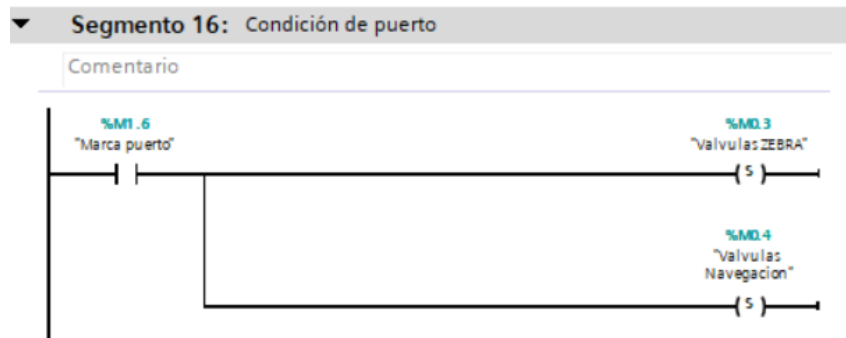 Segmento 16: Condición de puerto
Comentario
%M1.6
"Marca puerto"
%M0.3
"Valvulas ZEBRA"
( S )
%M0.4
"Valvulas
Navegacion"
( S )